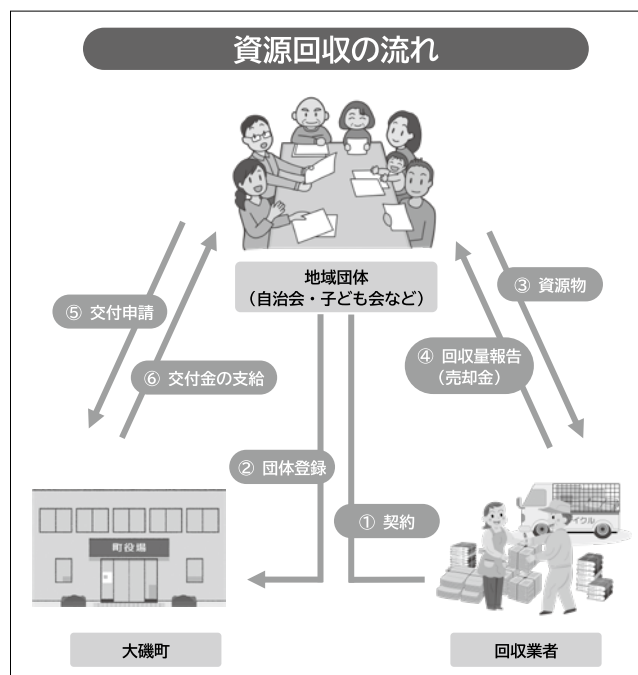 資源回収の流れ
地域団体
（自治会・子ども会など）
③ 資源物
⑤ 交付申請
④ 回収量報告
（売却金）
⑥ 交付金の支給
② 団体登録
① 契約
町役場
イクル
大磯町
回収業者